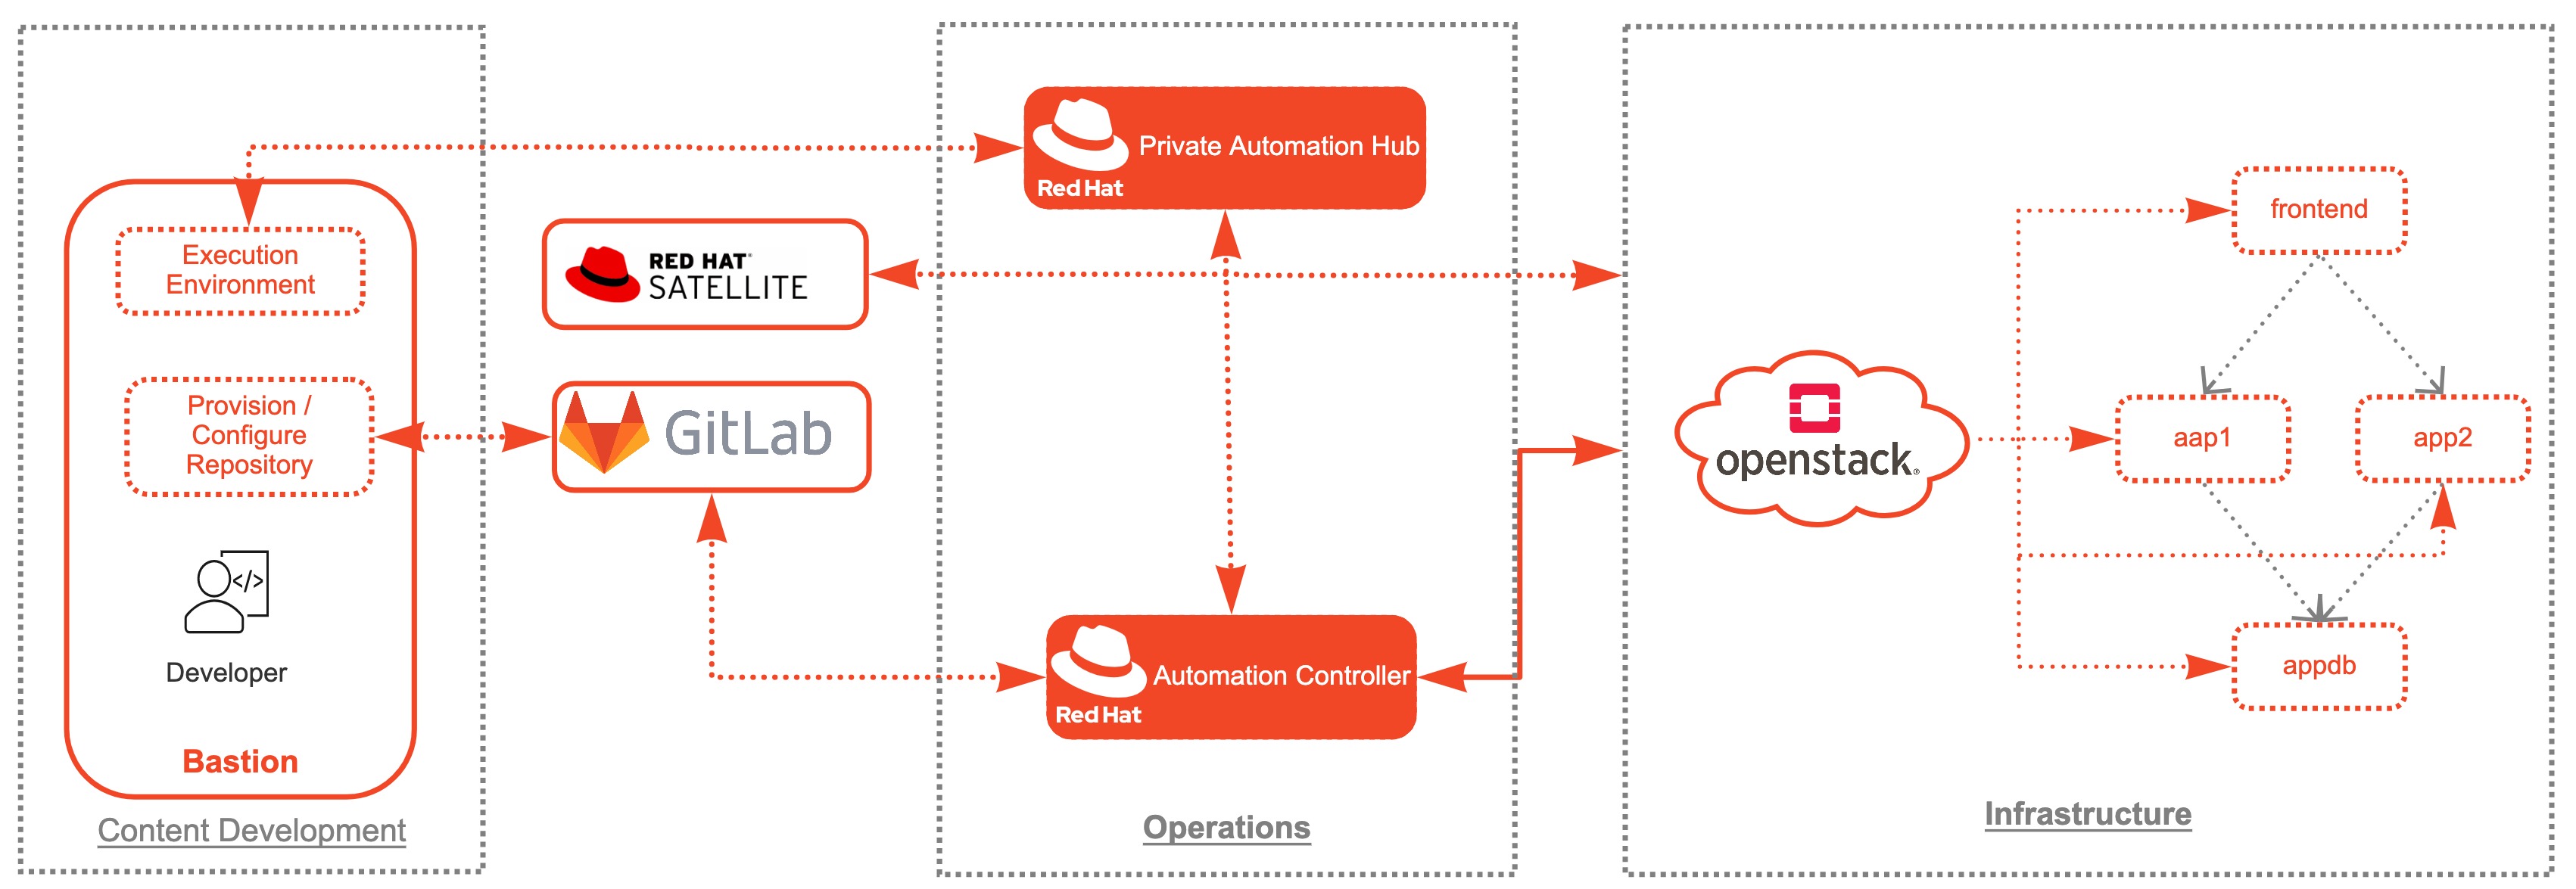 Execution
Environment
Provision /
Configure
Repository
</>
Developer
Bastion
Content Development
RED HAT®
SATELLITE
GitLab
Private Automation Hub
Red Hat
Automation Controller
Red Hat
Operations
openstack®
frontend
aap1
app2
appdb
Infrastructure